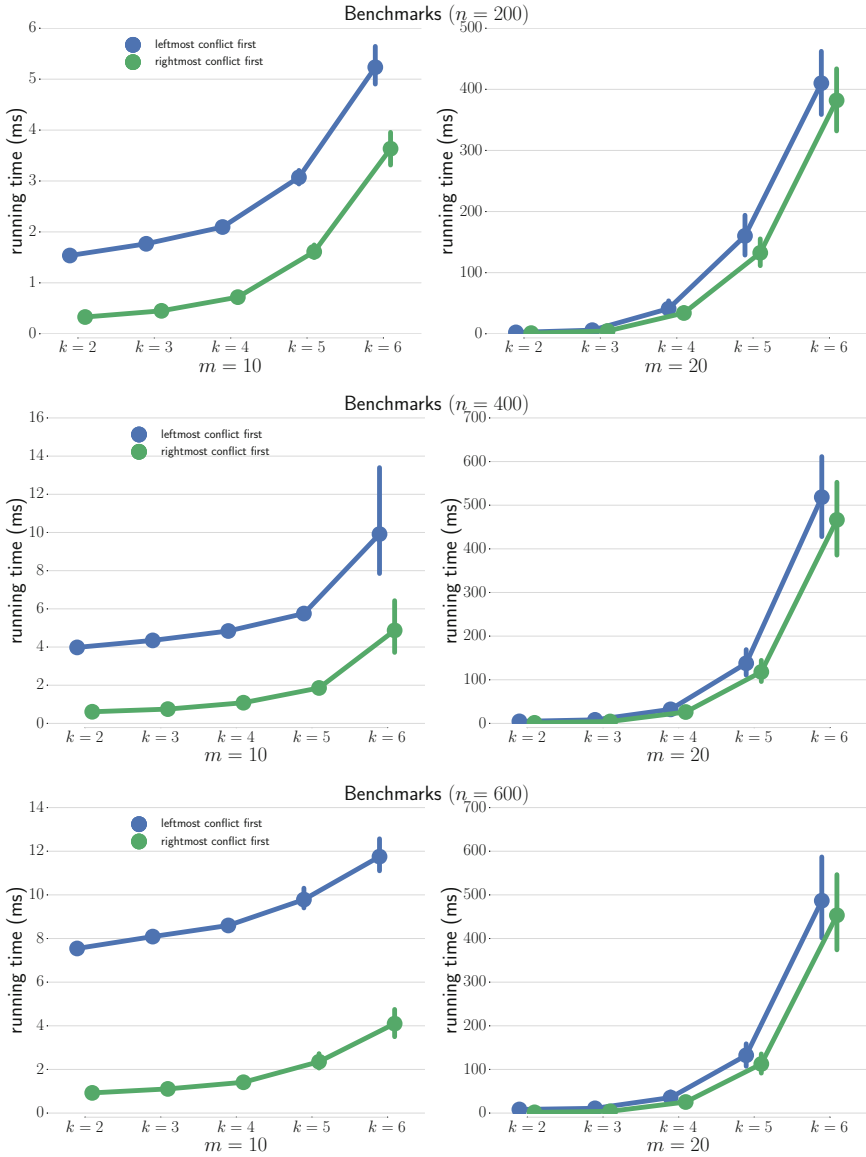 Benchmarks (n = 200)
6
5
4
3
2
1
0
running time (ms)
leftmost conflict first
rightmost conflict first
k = 2 k = 3 k = 4 k = 5 k = 6
m = 10
500
400
300
200
100
0
running time (ms)
k = 2 k = 3 k = 4 k = 5 k = 6
m = 20
Benchmarks (n = 400)
16
14
12
10
8
6
4
2
0
running time (ms)
leftmost conflict first
rightmost conflict first
k = 2 k = 3 k = 4 k = 5 k = 6
m = 10
700
600
500
400
300
200
100
0
running time (ms)
k = 2 k = 3 k = 4 k = 5 k = 6
m = 20
Benchmarks (n = 600)
14
12
10
8
6
4
2
0
running time (ms)
leftmost conflict first
rightmost conflict first
k = 2 k = 3 k = 4 k = 5 k = 6
m = 10
700
600
500
400
300
200
100
0
running time (ms)
k = 2 k = 3 k = 4 k = 5 k = 6
m = 20